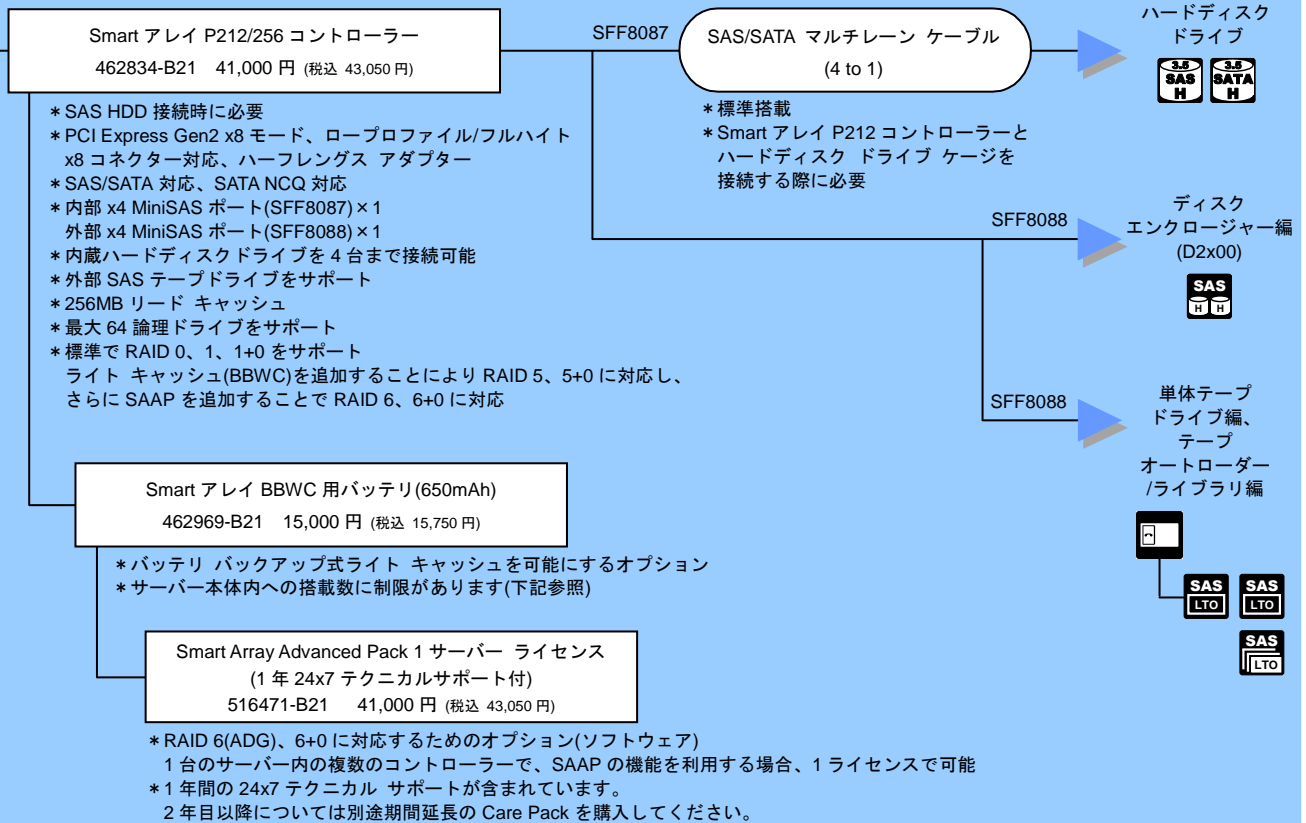 Smart アレイ P212/256 コントローラー
462834-B21 41,000 円 (税込 43,050 円)
SFF8087
SAS/SATA マルチレーン ケーブル
(4 to 1)
ハードディスク
ドライブ
3.5 SAS H
3.5 SATA H
＊SAS HDD 接続時に必要
＊PCI Express Gen2 x8 モード、ロープロファイル/フルハイト
x8 コネクター対応、ハーフレングス アダプター
＊SAS/SATA 対応、SATA NCQ 対応
＊内部 x4 MiniSAS ポート(SFF8087)×1
外部 x4 MiniSAS ポート(SFF8088)×1
＊内蔵ハードディスクドライブを 4 台まで接続可能
＊外部 SAS テープドライブをサポート
＊256MB リード キャッシュ
＊最大 64 論理ドライブをサポート
＊標準で RAID 0、1、1+0 をサポート
ライト キャッシュ(BBWC)を追加することにより RAID 5、5+0 に対応し、
さらに SAAP を追加することで RAID 6、6+0 に対応
＊標準搭載
＊Smart アレイ P212 コントローラーと
ハードディスク ドライブ ケージを
接続する際に必要
SFF8088
ディスク
エンクロージャー編
(D2x00)
SAS
H H
SFF8088
単体テープ
ドライブ編、
テープ
オートローダー
/ライブラリ編
SAS LTO
SAS LTO
SAS LTO
Smart アレイ BBWC 用バッテリ(650mAh)
462969-B21 15,000 円 (税込 15,750 円)
＊バッテリ バックアップ式ライト キャッシュを可能にするオプション
＊サーバー本体内への搭載数に制限があります(下記参照)
Smart Array Advanced Pack 1 サーバー ライセンス
(1 年 24x7 テクニカルサポート付)
516471-B21 41,000 円 (税込 43,050 円)
＊RAID 6(ADG)、6+0 に対応するためのオプション(ソフトウェア)
1 台のサーバー内の複数のコントローラーで、SAAP の機能を利用する場合、1 ライセンスで可能
＊1 年間の 24x7 テクニカル サポートが含まれています。
2 年目以降については別途期間延長の Care Pack を購入してください。